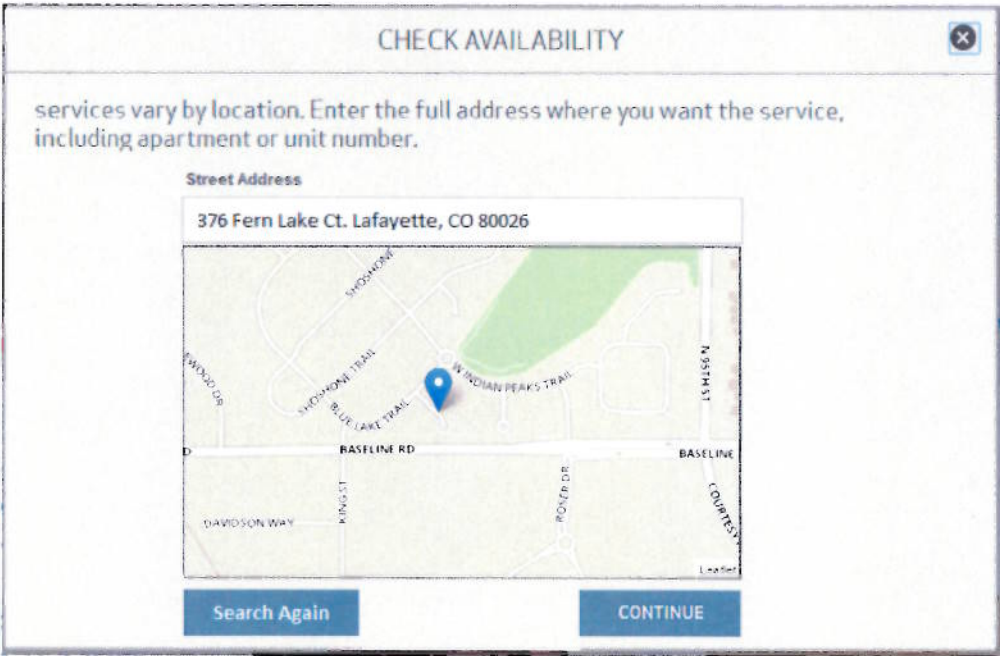 CHECK AVAILABILITY
services vary by location. Enter the full address where you want the service,
including apartment or unit number.
Street Address
376 Fern Lake Ct. Lafayette, CO 80026
SHOSHONE
SHOSHONE TRAIL
EWOOD DR
BLUE LAKE TRAIL
W INDIAN PEAKS TRAIL
N 95TH ST
D
BASELINE RD
BASELINE
KING ST
DAVIDSON WAY
COURTESY
Leaflet
Search Again
CONTINUE